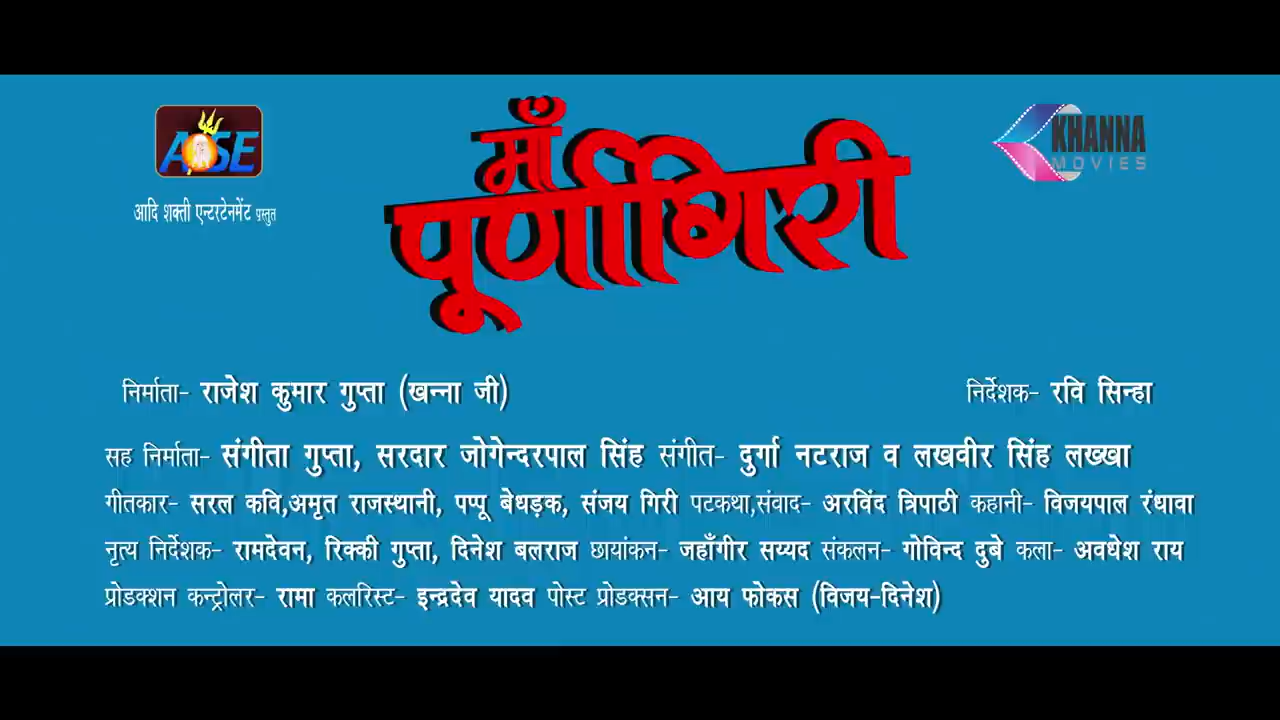 ASE
आदि शक्ती एन्टरटेनमेंट प्रस्तुत
माँ
पूर्णागिरी
KHANNA
MOVIES
निर्माता- राजेश कुमार गुप्ता (खन्ना जी)
निर्देशक- रवि सिन्हा
सह निर्माता- संगीता गुप्ता, सरदार जोगेन्दरपाल सिंह संगीत- दुर्गा नटराज व लखवीर सिंह लख्खा
गीतकार- सरल कवि,अमृत राजस्थानी, पप्पू बेधड़क, संजय गिरी पटकथा,संवाद- अरविंद त्रिपाठी कहानी- विजयपाल रंधावा
नृत्य निर्देशक- रामदेवन, रिक्की गुप्ता, दिनेश बलराज छायांकन- जहाँगीर सय्यद संकलन- गोविन्द दुबे कला- अवधेश राय
प्रोडक्शन कन्ट्रोलर- रामा कलरिस्ट- इन्द्रदेव यादव पोस्ट प्रोडक्सन- आय फोकस (विजय-दिनेश)